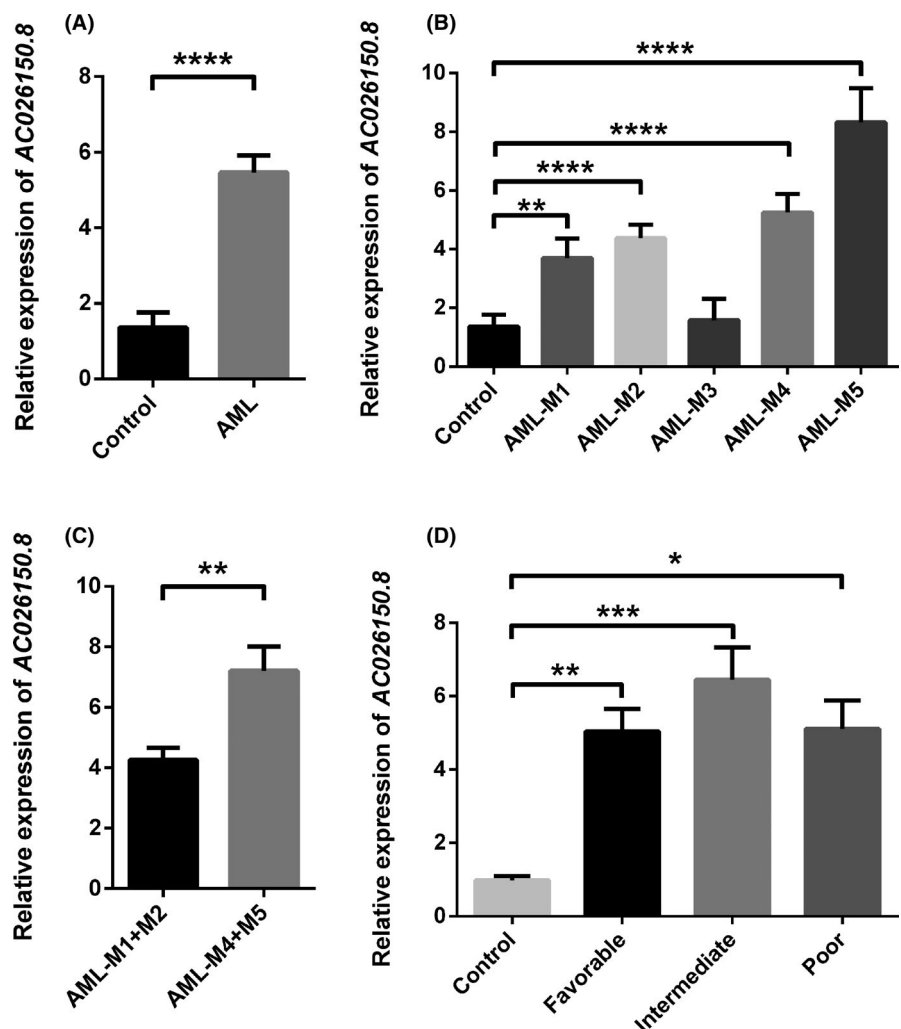 (A)
Relative expression of AC026150.8
8
6
4
2
0
****
Control
AML
(B)
Relative expression of AC026150.8
10
8
6
4
2
0
****
****
****
**
Control
AML-M1
AML-M2
AML-M3
AML-M4
AML-M5
(C)
Relative expression of AC026150.8
10
8
6
4
2
0
**
AML-M1+M2
AML-M4+M5
(D)
Relative expression of AC026150.8
8
6
4
2
0
*
***
**
Control
Favorable
Intermediate
Poor